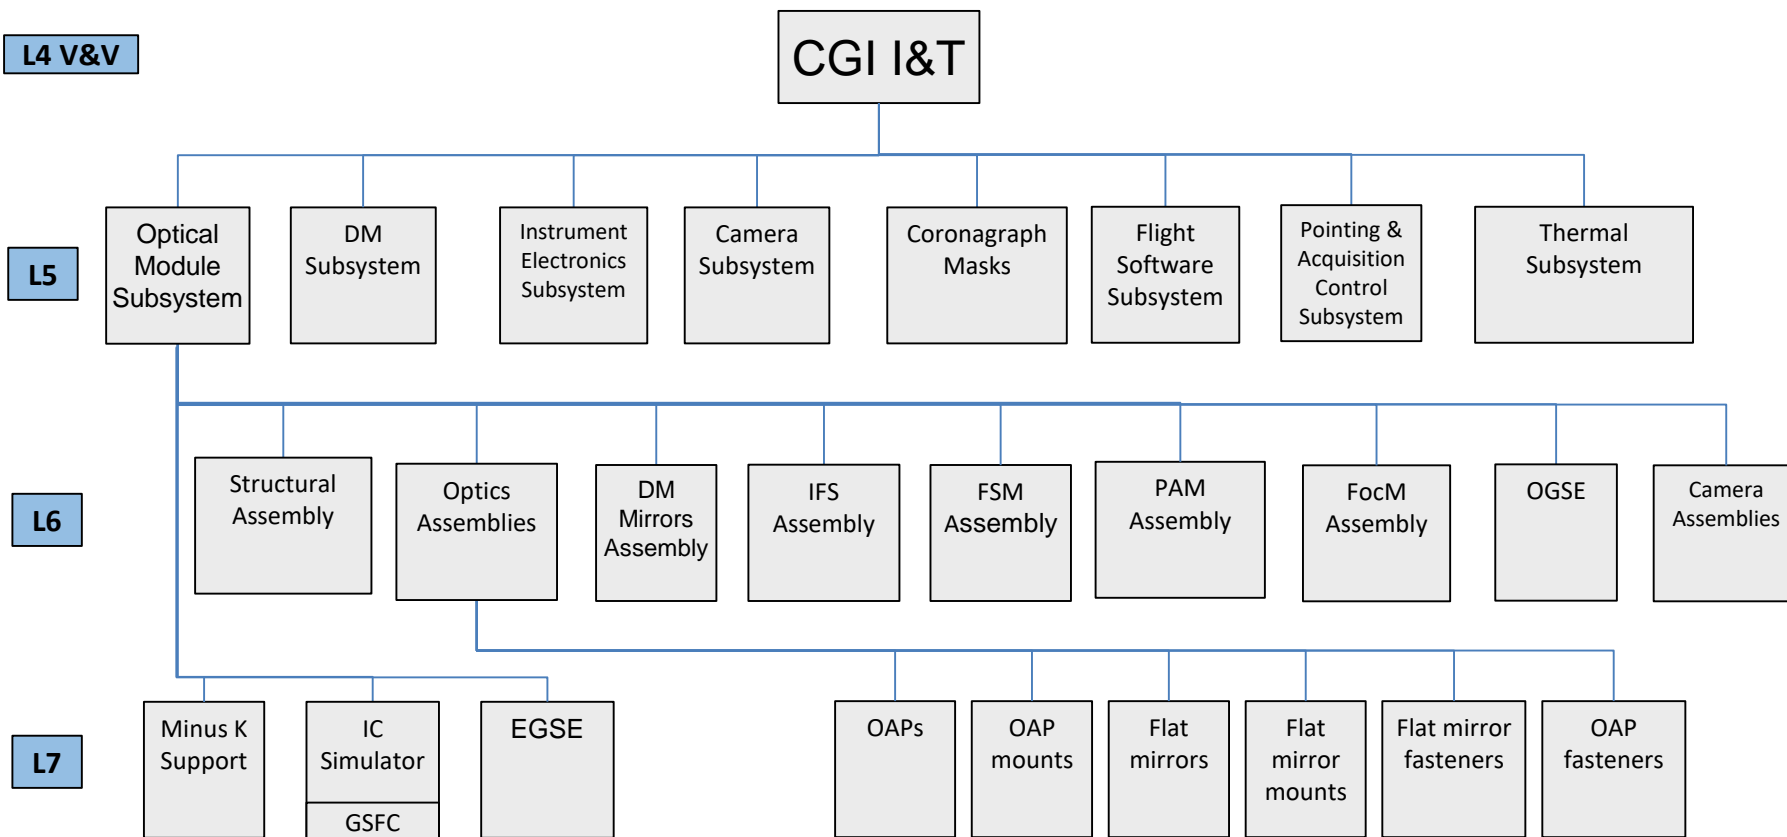 L4 V&V
CGI I&T
L5
Optical
Module
Subsystem
DM
Subsystem
Instrument
Electronics
Subsystem
Camera
Subsystem
Coronagraph
Masks
Flight
Software
Subsystem
Pointing &
Acquisition
Control
Subsystem
Thermal
Subsystem
L6
Structural
Assembly
Optics
Assemblies
DM
Mirrors
Assembly
IFS
Assembly
FSM
Assembly
PAM
Assembly
FocM
Assembly
OGSE
Camera
Assemblies
L7
Minus K
Support
IC
Simulator
GSFC
EGSE
OAPs
OAP
mounts
Flat
mirrors
Flat
mirror
mounts
Flat mirror
fasteners
OAP
fasteners